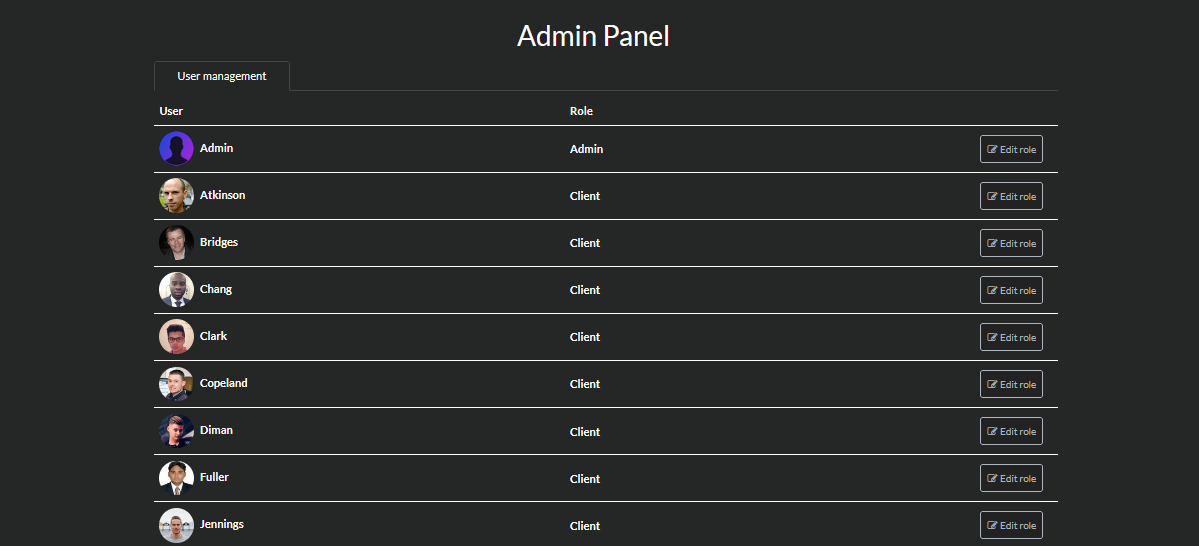 Admin Panel
User management
User Role
Admin Admin Edit role
Atkinson Client Edit role
Bridges Client Edit role
Chang Client Edit role
Clark Client Edit role
Copeland Client Edit role
Diman Client Edit role
Fuller Client Edit role
Jennings Client Edit role